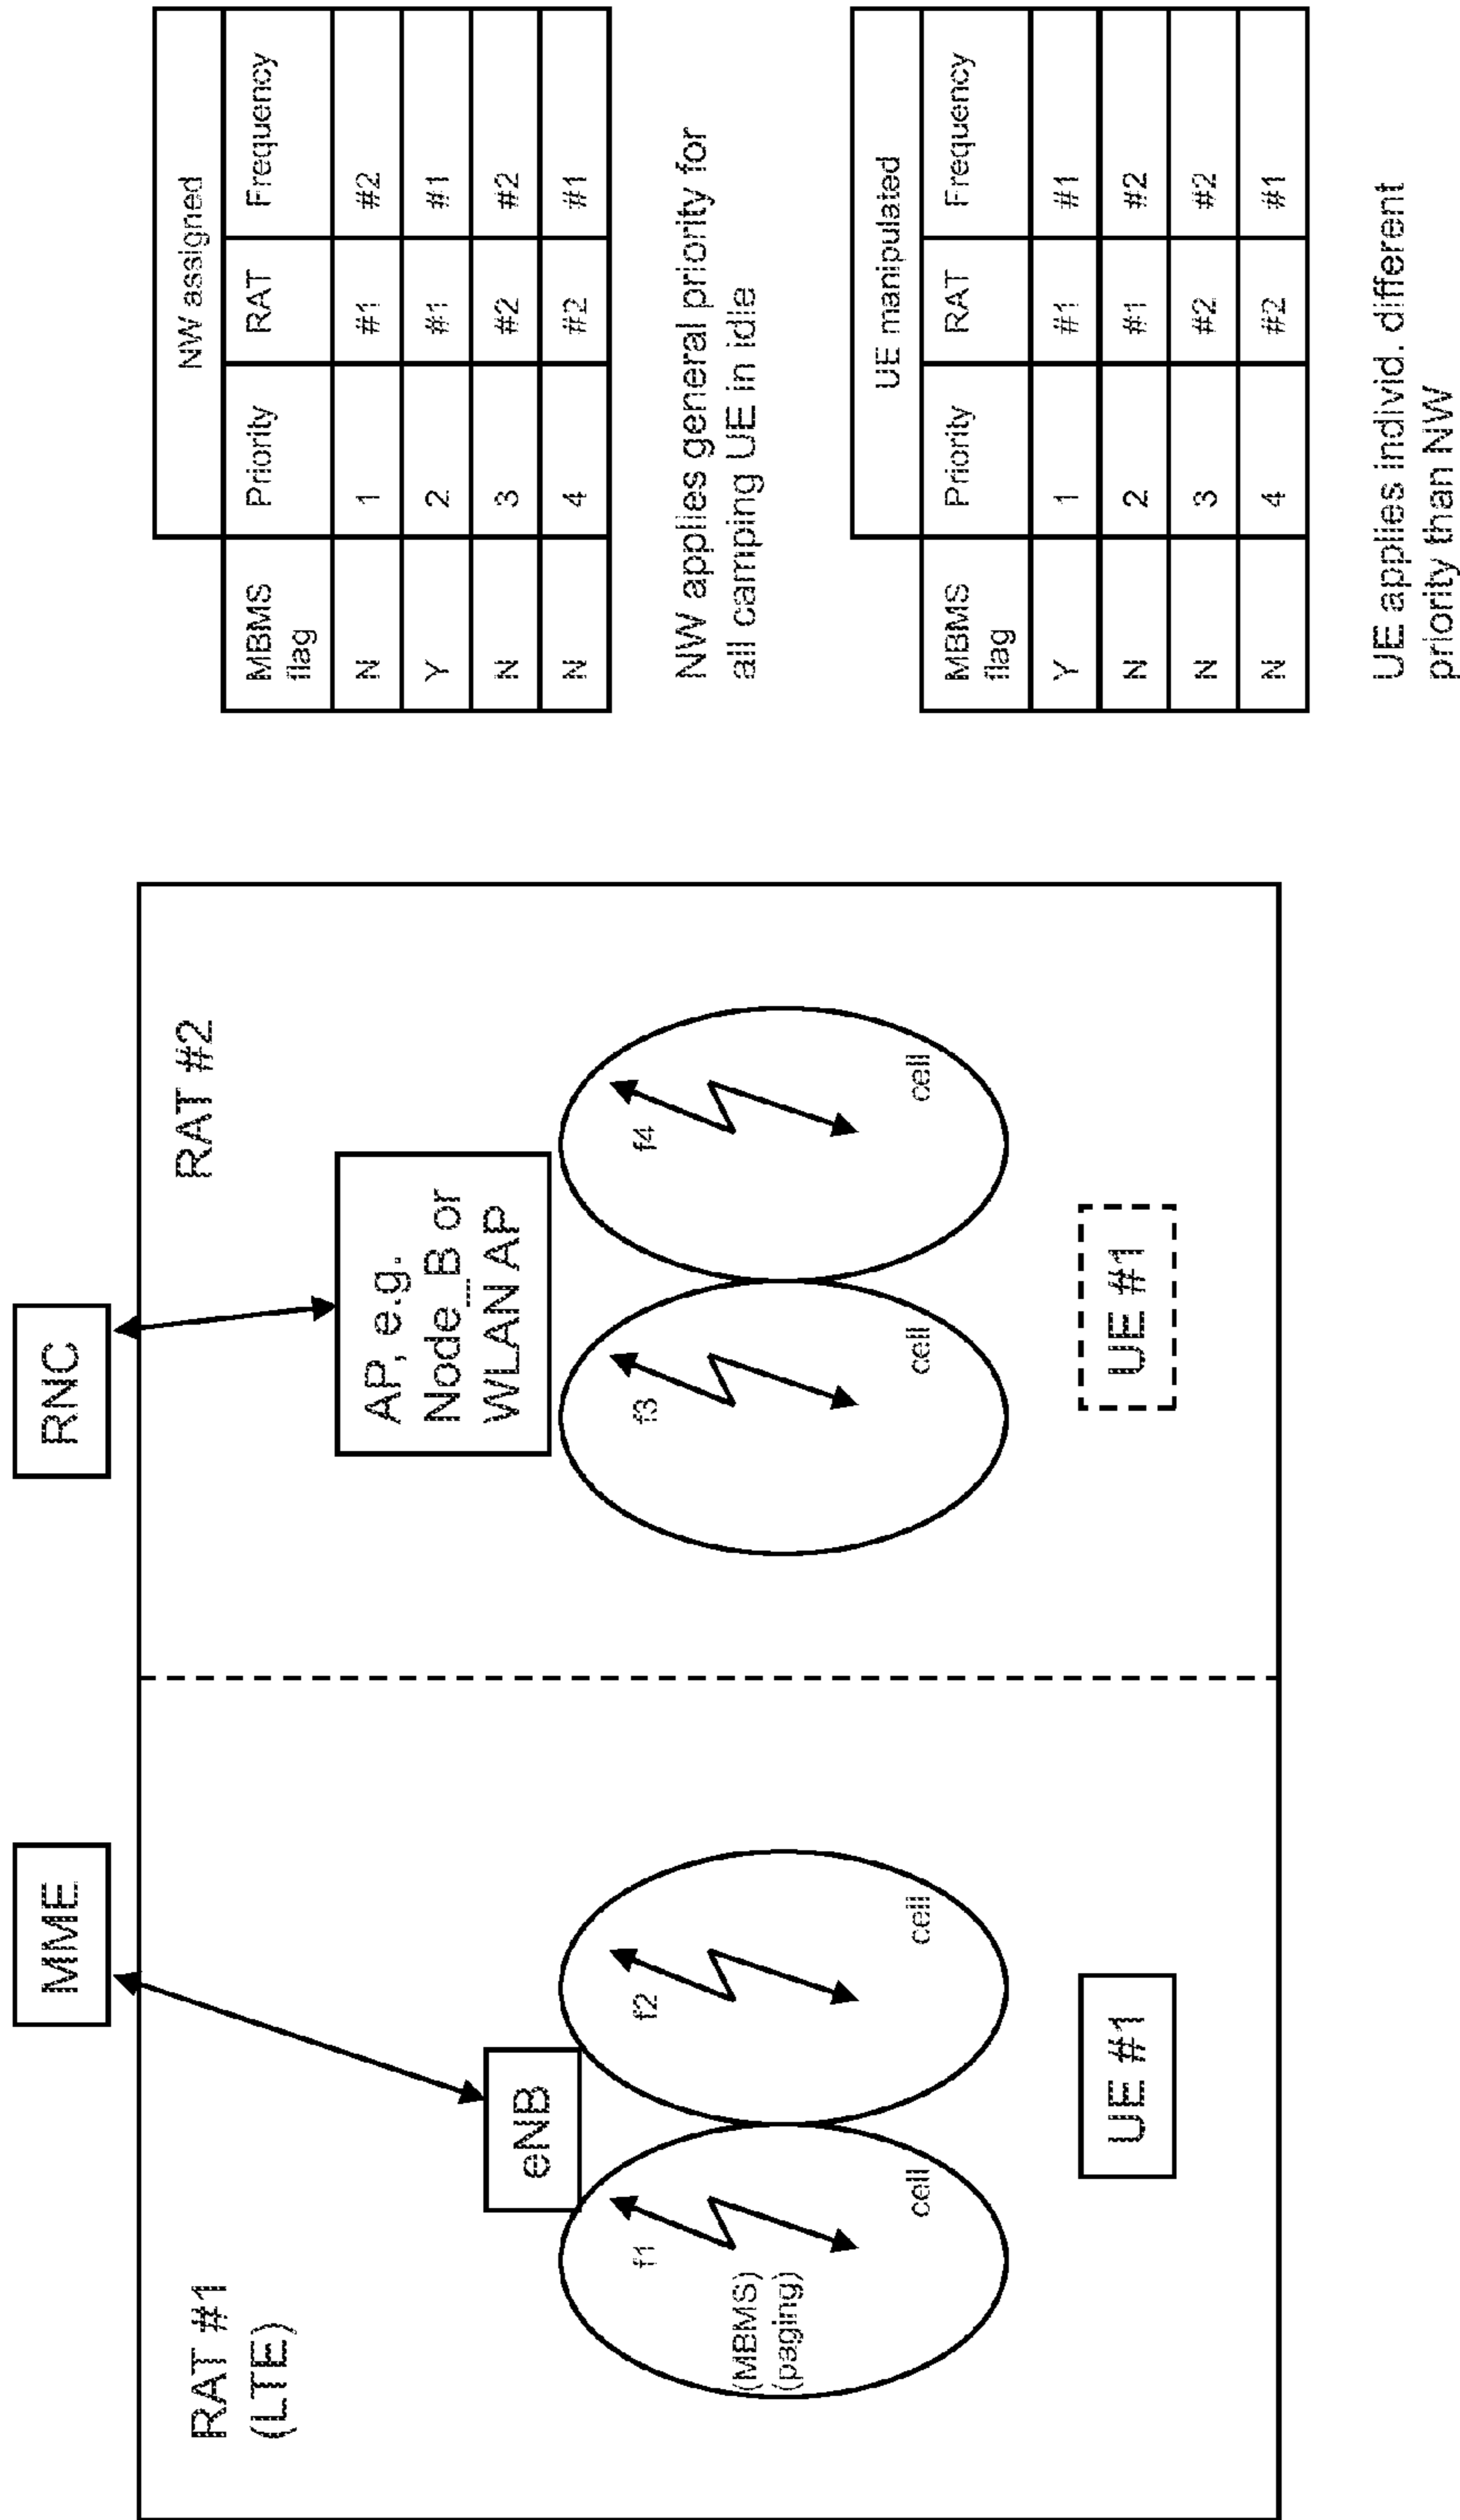 MME
RNC
RAT #1
(LTE)
RAT #2
eNB
AP, e.g.
Node_B or
WLAN AP
f1
(MBMS)
(paging)
cell
f2
cell
f3
cell
f4
cell
UE #1
UE #1
NW assigned
MBMS flag Priority RAT Frequency
N 1 #1 #2
Y 2 #1 #1
N 3 #2 #2
N 4 #2 #1
NW applies general priority for
all camping UE in idle
UE manipulated
MBMS flag Priority RAT Frequency
Y 1 #1 #1
N 2 #1 #2
N 3 #2 #2
N 4 #2 #1
UE applies individ. different
priority than NW